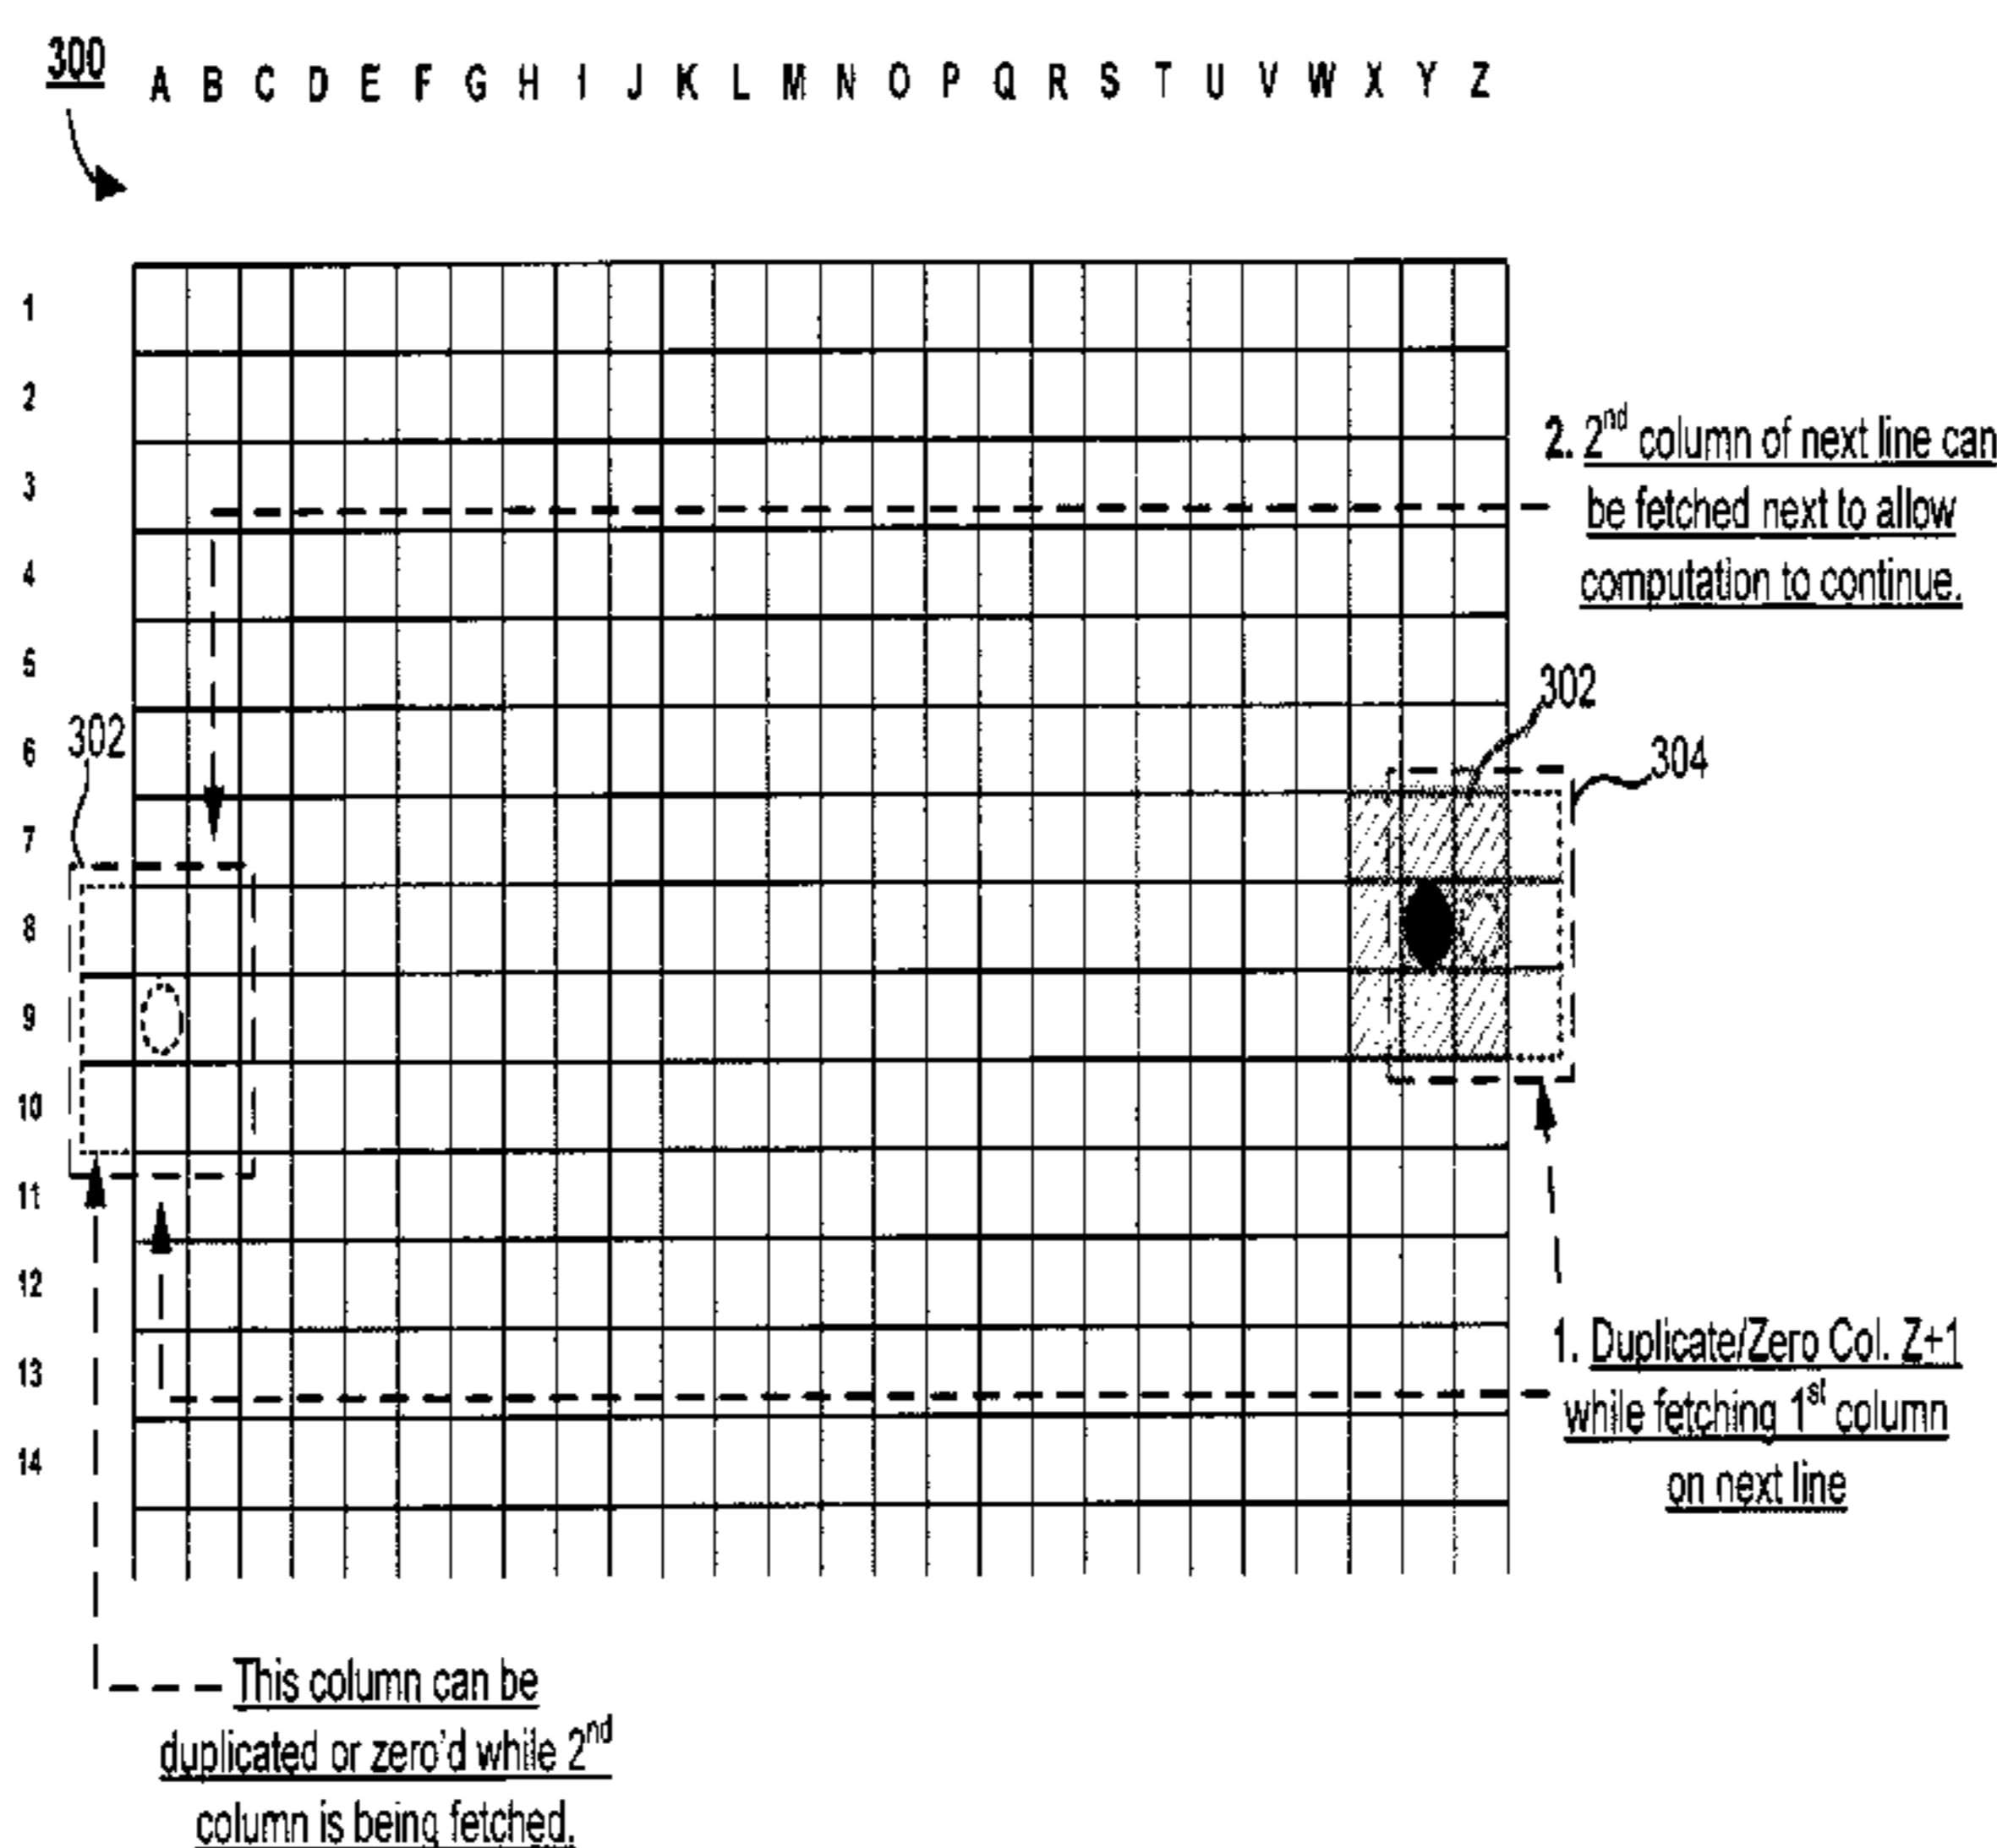 300
A B C D E F G H I J K L M N O P Q R S T U V W X Y Z
1
2
3
4
5
6
7
8
9
10
11
12
13
14
2. 2nd column of next line can
be fetched next to allow
computation to continue.
302
302
304
1. Duplicate/Zero Col. Z+1
while fetching 1st column
on next line
This column can be
duplicated or zero'd while 2nd
column is being fetched.